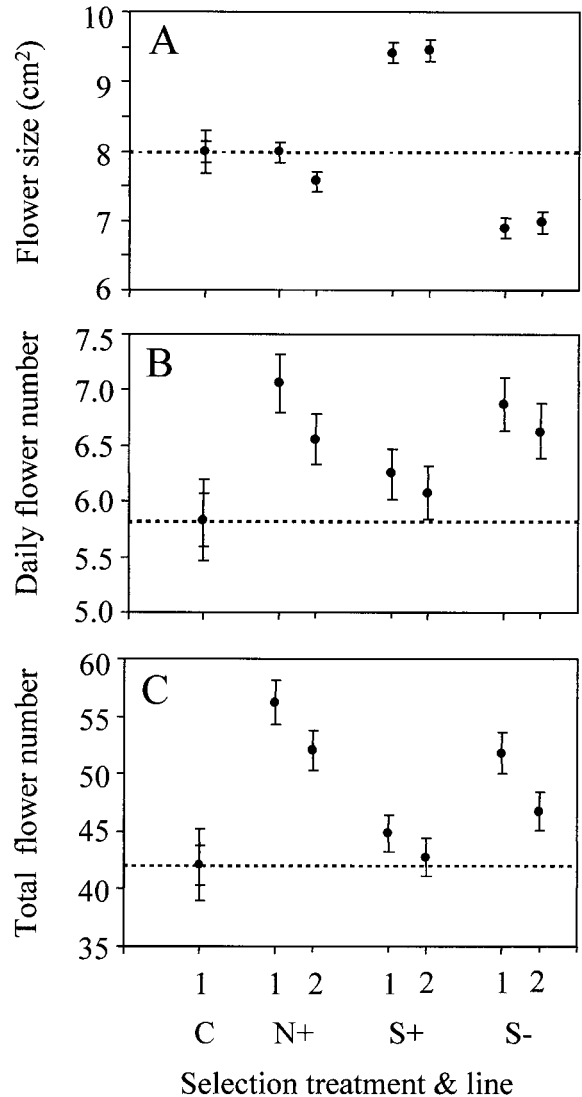 A
Flower size (cm²)
10
9
8
7
6
B
Daily flower number
7.5
7.0
6.5
6.0
5.5
5.0
C
Total flower number
60
55
50
45
40
35
1 1 2 1 2 1 2
C N+ S+ S-
Selection treatment & line